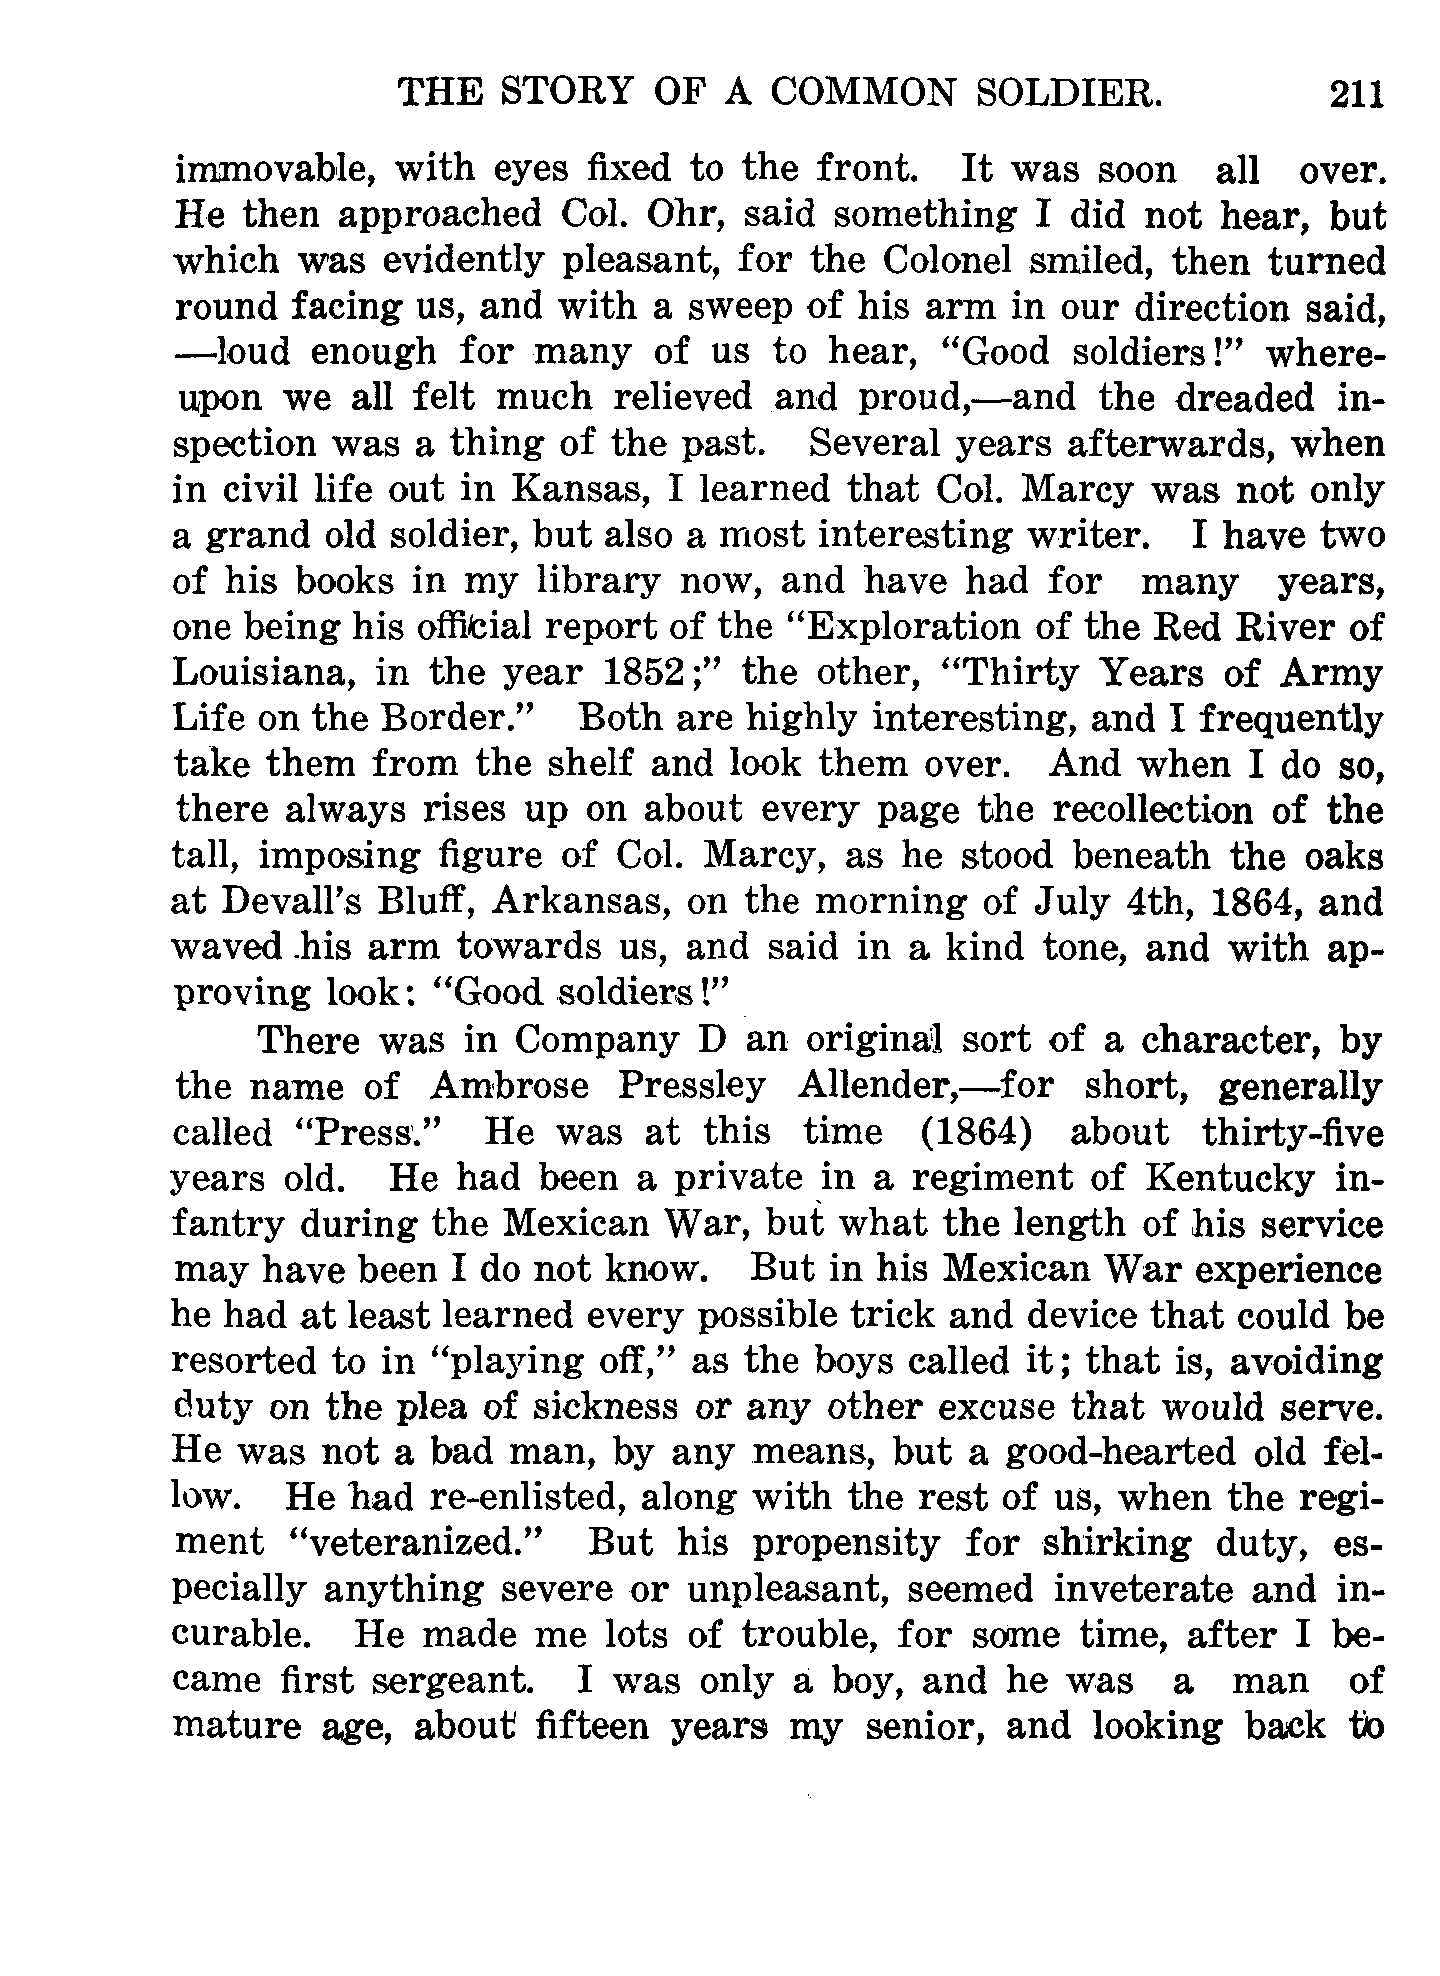 THE STORY OF A COMMON SOLDIER. 211
immovable, with eyes fixed to the front. It was soon all over.
He then approached Col. Ohr, said something I did not hear, but
which was evidently pleasant, for the Colonel smiled, then turned
round facing us, and with a sweep of his arm in our direction said,
—loud enough for many of us to hear, "Good soldiers!" where-
upon we all felt much relieved and proud,—and the dreaded in-
spection was a thing of the past. Several years afterwards, when
in civil life out in Kansas, I learned that Col. Marcy was not only
a grand old soldier, but also a most interesting writer. I have two
of his books in my library now, and have had for many years,
one being his official report of the "Exploration of the Red River of
Louisiana, in the year 1852;" the other, "Thirty Years of Army
Life on the Border." Both are highly interesting, and I frequently
take them from the shelf and look them over. And when I do so,
there always rises up on about every page the recollection of the
tall, imposing figure of Col. Marcy, as he stood beneath the oaks
at Devall's Bluff, Arkansas, on the morning of July 4th, 1864, and
waved his arm towards us, and said in a kind tone, and with ap-
proving look: "Good soldiers!"
There was in Company D an original sort of a character, by
the name of Ambrose Pressley Allender,—for short, generally
called "Press." He was at this time (1864) about thirty-five
years old. He had been a private in a regiment of Kentucky in-
fantry during the Mexican War, but what the length of his service
may have been I do not know. But in his Mexican War experience
he had at least learned every possible trick and device that could be
resorted to in "playing off," as the boys called it; that is, avoiding
duty on the plea of sickness or any other excuse that would serve.
He was not a bad man, by any means, but a good-hearted old fel-
low. He had re-enlisted, along with the rest of us, when the regi-
ment "veteranized." But his propensity for shirking duty, es-
pecially anything severe or unpleasant, seemed inveterate and in-
curable. He made me lots of trouble, for some time, after I be-
came first sergeant. I was only a boy, and he was a man of
mature age, about fifteen years my senior, and looking back to